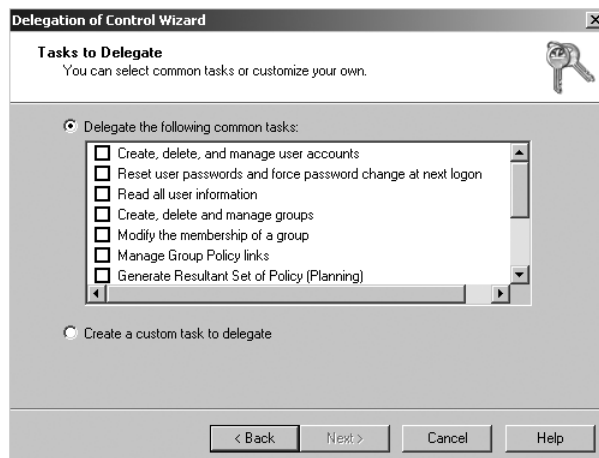 Delegation of Control Wizard
Tasks to Delegate
You can select common tasks or customize your own.
Delegate the following common tasks:
Create, delete, and manage user accounts
Reset user passwords and force password change at next logon
Read all user information
Create, delete and manage groups
Modify the membership of a group
Manage Group Policy links
Generate Resultant Set of Policy (Planning)
Create a custom task to delegate
< Back
Next >
Cancel
Help